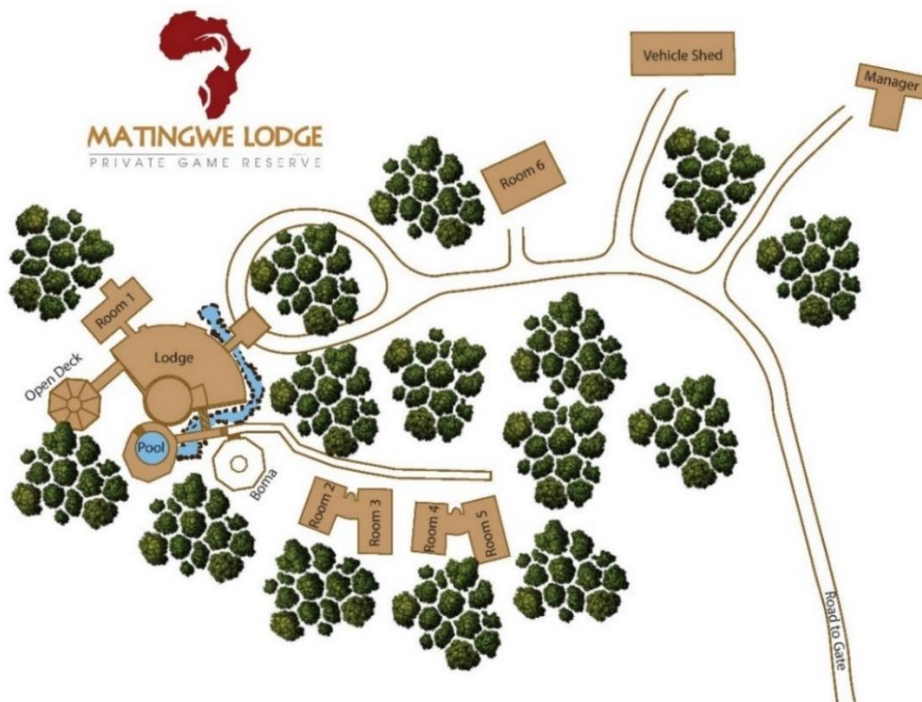 MATINGWE LODGE
PRIVATE GAME RESERVE
Vehicle Shed
Manager
Room 6
Room 1
Lodge
Open Deck
Pool
Boma
Room 2
Room 3
Room 4
Room 5
Road to Gate